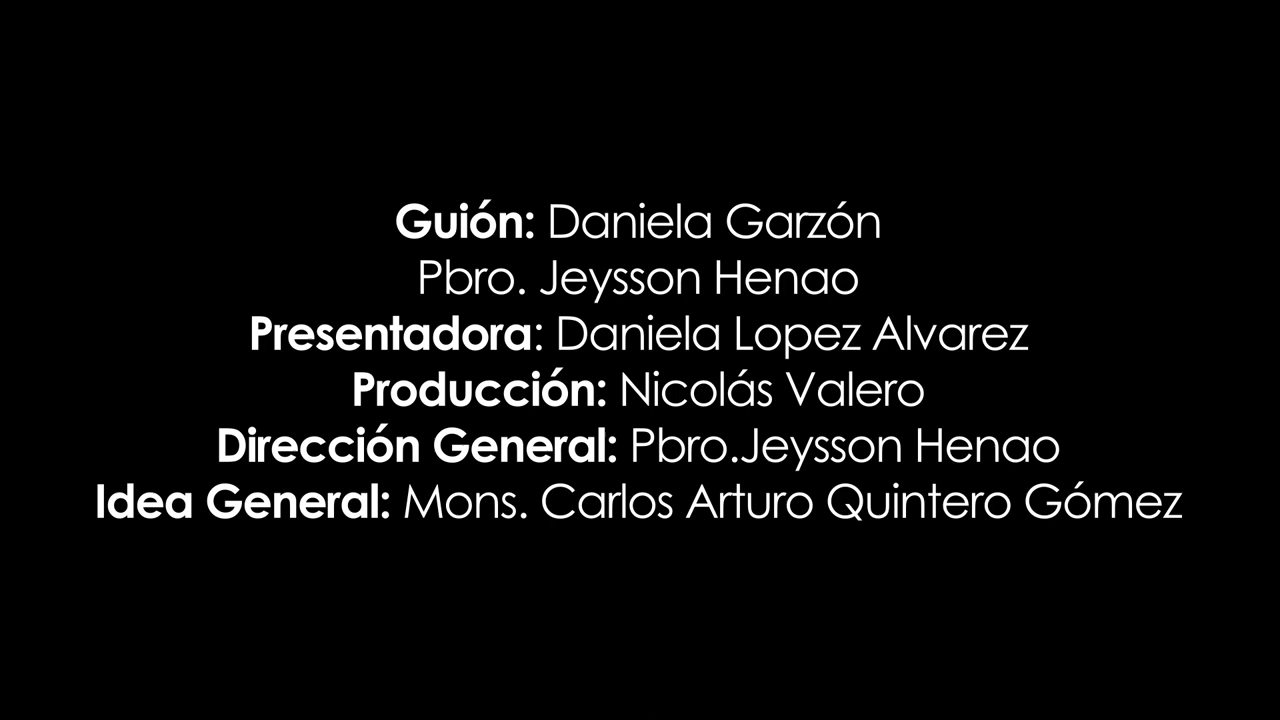 Guión: Daniela Garzón
Pbro. Jeysson Henao
Presentadora: Daniela Lopez Alvarez
Producción: Nicolás Valero
Dirección General: Pbro.Jeysson Henao
Idea General: Mons. Carlos Arturo Quintero Gómez